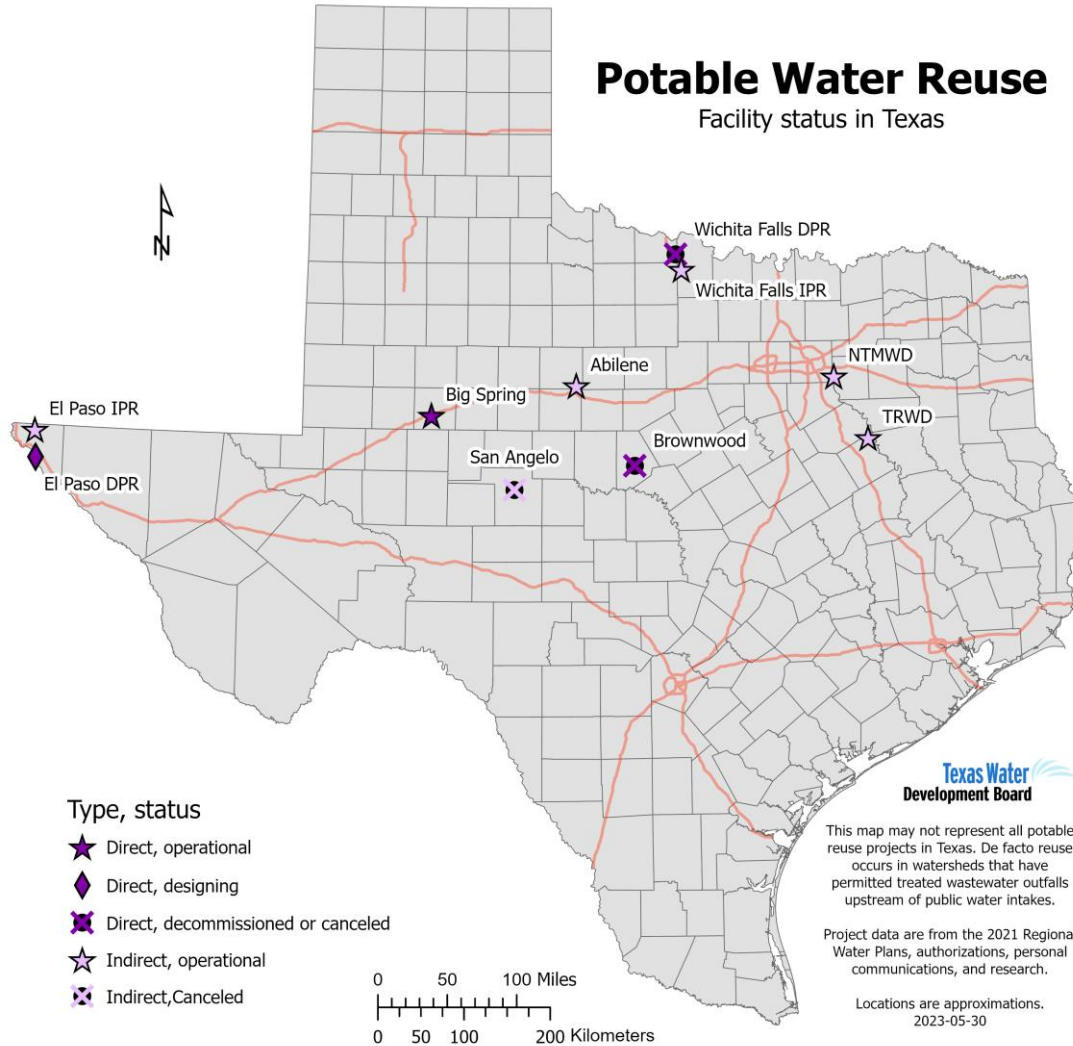 Potable Water Reuse
Facility status in Texas
N
Wichita Falls DPR
Wichita Falls IPR
NTMWD
Abilene
Big Spring
TRWD
El Paso IPR
Brownwood
San Angelo
El Paso DPR
Type, status
Direct, operational
Direct, designing
Direct, decommissioned or canceled
Indirect, operational
Indirect,Canceled
0 50 100 Miles
0 50 100 200 Kilometers
Texas Water
Development Board
This map may not represent all potable
reuse projects in Texas. De facto reuse
occurs in watersheds that have
permitted treated wastewater outfalls
upstream of public water intakes.
Project data are from the 2021 Regional
Water Plans, authorizations, personal
communications, and research.
Locations are approximations.
2023-05-30